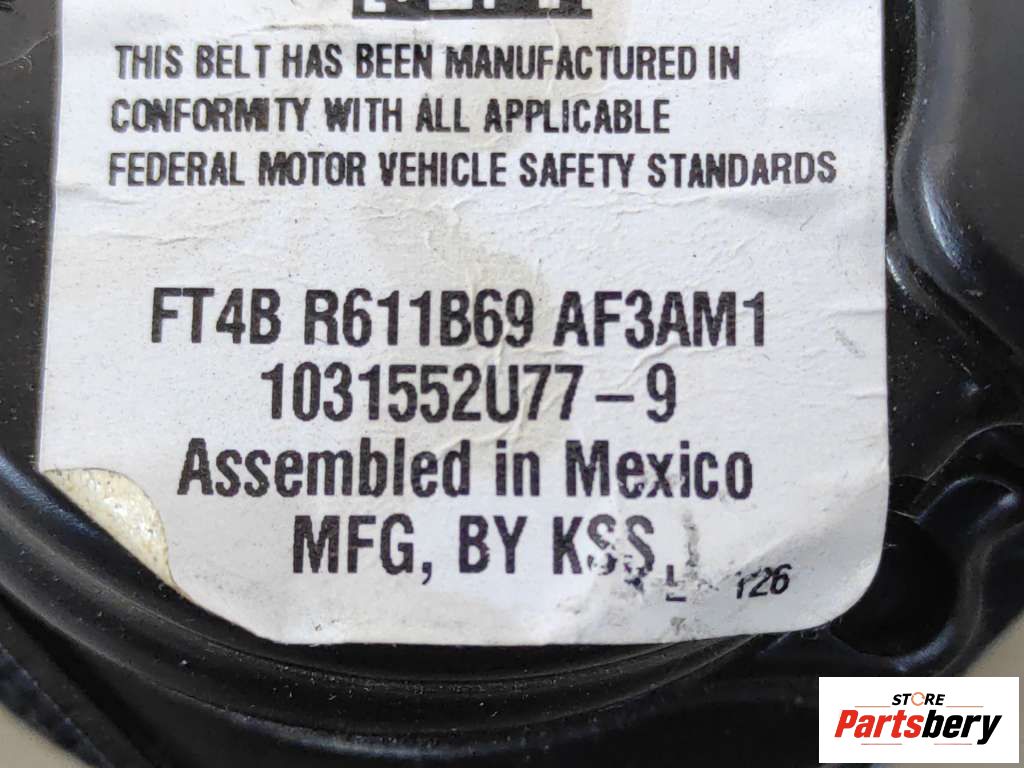 THIS BELT HAS BEEN MANUFACTURED IN
CONFORMITY WITH ALL APPLICABLE
FEDERAL MOTOR VEHICLE SAFETY STANDARDS
FT4B R611B69 AF3AM1
1031552U77-9
Assembled in Mexico
MFG, BY KSS,
STORE
Partsbery